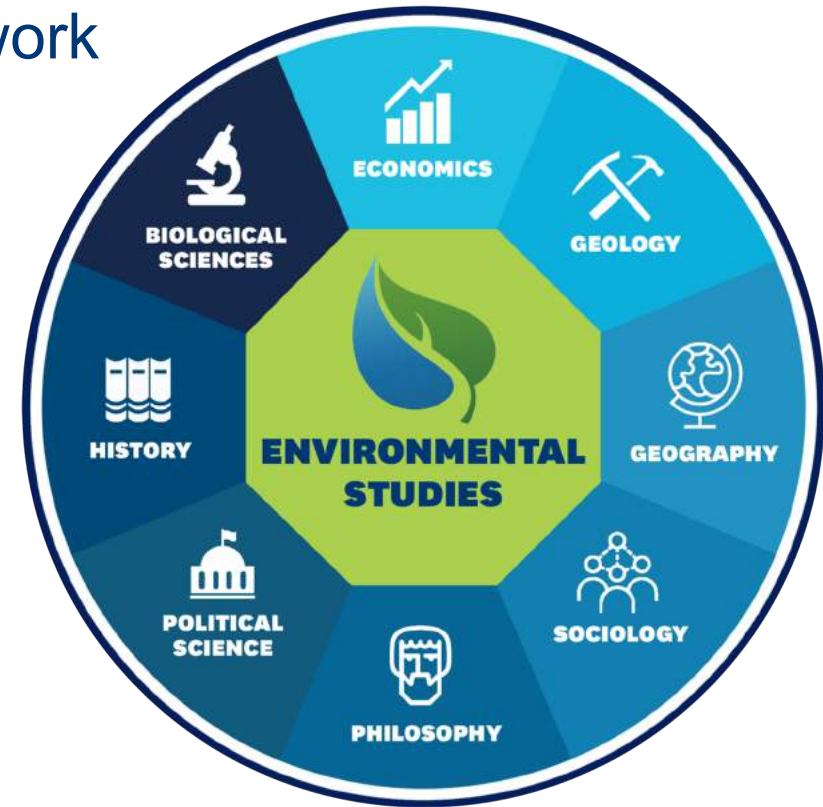 work
ECONOMICS
GEOLOGY
GEOGRAPHY
SOCIOLOGY
PHILOSOPHY
POLITICAL
SCIENCE
HISTORY
BIOLOGICAL
SCIENCES
ENVIRONMENTAL
STUDIES